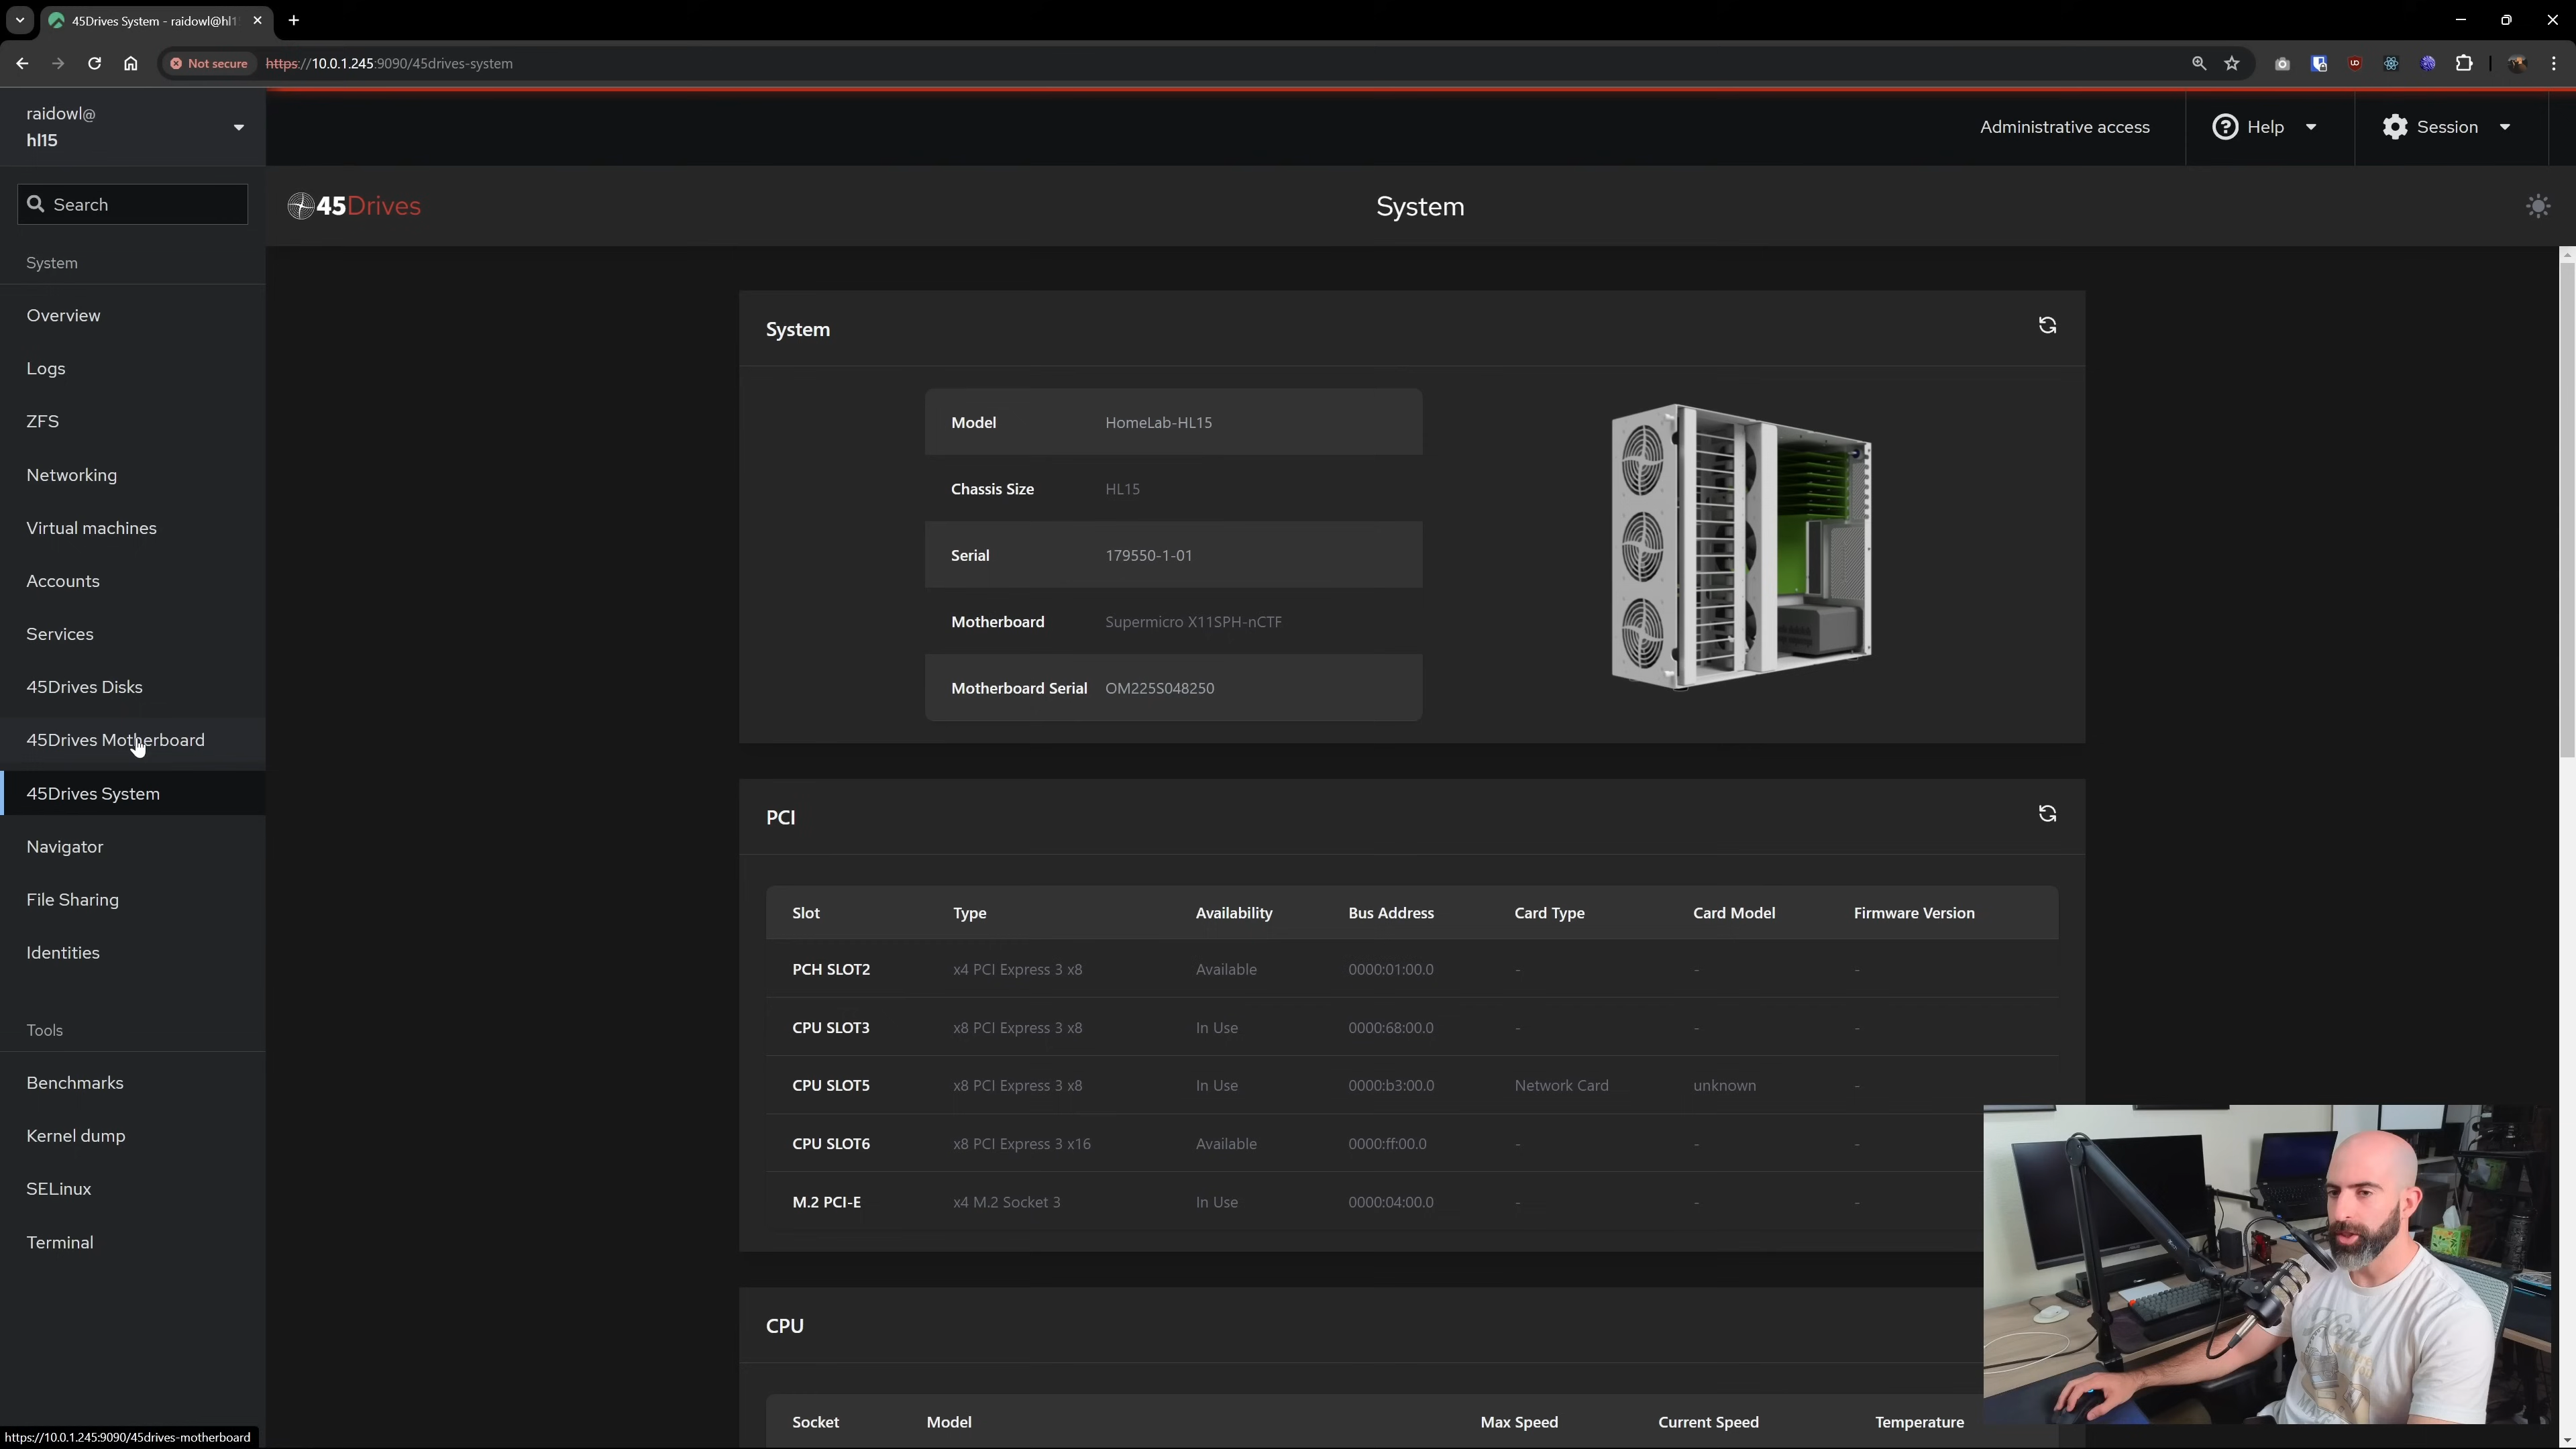 45Drives System - raidowl@hl1
Not secure
https://10.0.1.245:9090/45drives-system
raidowl@
hl15
Administrative access
Help
Session
Search
45Drives
System
System
Overview
Logs
ZFS
Networking
Virtual machines
Accounts
Services
45Drives Disks
45Drives Motherboard
45Drives System
Navigator
File Sharing
Identities
Tools
Benchmarks
Kernel dump
SELinux
Terminal
https://10.0.1.245:9090/45drives-motherboard
System
Model HomeLab-HL15
Chassis Size HL15
Serial 179550-1-01
Motherboard Supermicro X11SPH-nCTF
Motherboard Serial OM225S048250
PCI
Slot Type Availability Bus Address Card Type Card Model Firmware Version
PCH SLOT2 x4 PCI Express 3 x8 Available 0000:01:00.0 - - -
CPU SLOT3 x8 PCI Express 3 x8 In Use 0000:68:00.0 - - -
CPU SLOT5 x8 PCI Express 3 x8 In Use 0000:b3:00.0 Network Card unknown -
CPU SLOT6 x8 PCI Express 3 x16 Available 0000:ff:00.0 - - -
M.2 PCI-E x4 M.2 Socket 3 In Use 0000:04:00.0 - - -
CPU
Socket Model Max Speed Current Speed Temperature